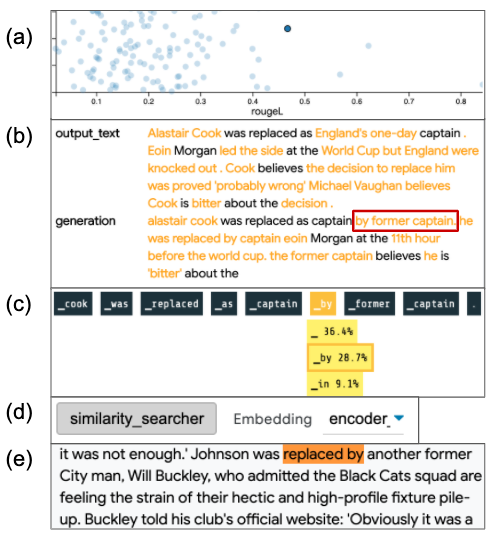 (a)
0.1 0.2 0.3 0.4 0.5 0.6 0.7 0.8
rougeL
(b)
output_text
Alastair Cook was replaced as England's one-day captain .
Eoin Morgan led the side at the World Cup but England were
knocked out . Cook believes the decision to replace him
was proved 'probably wrong' Michael Vaughan believes
Cook is bitter about the decision .
generation
alastair cook was replaced as captain by former captain. he
was replaced by captain eoin Morgan at the 11th hour
before the world cup. the former captain believes he is
'bitter' about the
(c)
_cook _was _replaced _as _captain _by _former _captain .
_ 36.4%
_by 28.7%
_in 9.1%
(d)
similarity_searcher Embedding encoder_
(e)
it was not enough.' Johnson was replaced by another former
City man, Will Buckley, who admitted the Black Cats squad are
feeling the strain of their hectic and high-profile fixture pile-
up. Buckley told his club's official website: 'Obviously it was a